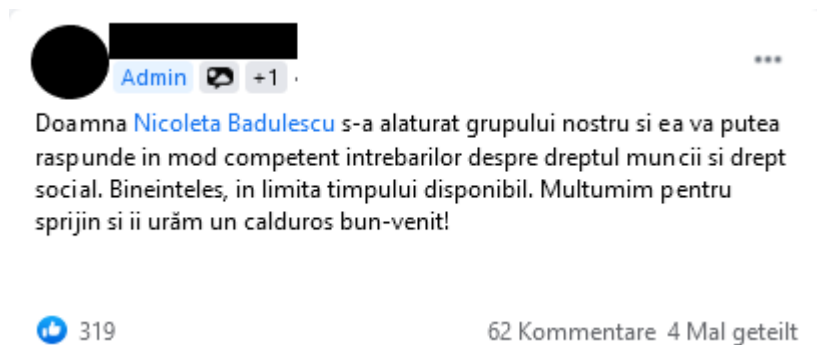 Admin +1 ·
Doamna Nicoleta Badulescu s-a alaturat grupului nostru si ea va putea
raspunde in mod competent intrebarilor despre dreptul muncii si drept
social. Bineinteles, in limita timpului disponibil. Multumim pentru
sprijin si ii urăm un calduros bun-venit!
319 62 Kommentare 4 Mal geteilt